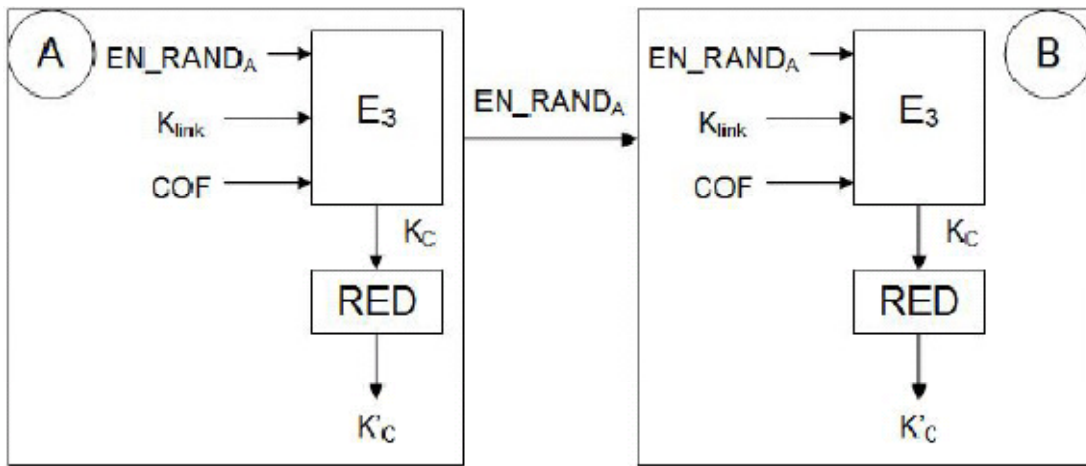 A
EN_RANDA
Klink
COF
E3
KC
RED
K'C
EN_RANDA
B
EN_RANDA
Klink
COF
E3
KC
RED
K'C